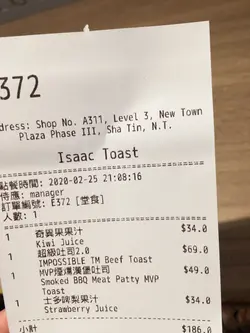 372
dress: Shop No. A311, Level 3, New Town
Plaza Phase III, Sha Tin, N.T.
Isaac Toast
點餐時間: 2020-02-25 21:08:16
侍應: manager
訂單編號: E372 [堂食]
人數: 1
1 奇異果果汁 $34.0
Kiwi Juice
1 超級吐司2.0 $69.0
IMPOSSIBLE TM Beef Toast
1 MVP煙燻漢堡吐司 $49.0
Smoked BBQ Meat Patty MVP
Toast
1 士多啤梨果汁 $34.0
Strawberry Juice
小計 $186.0